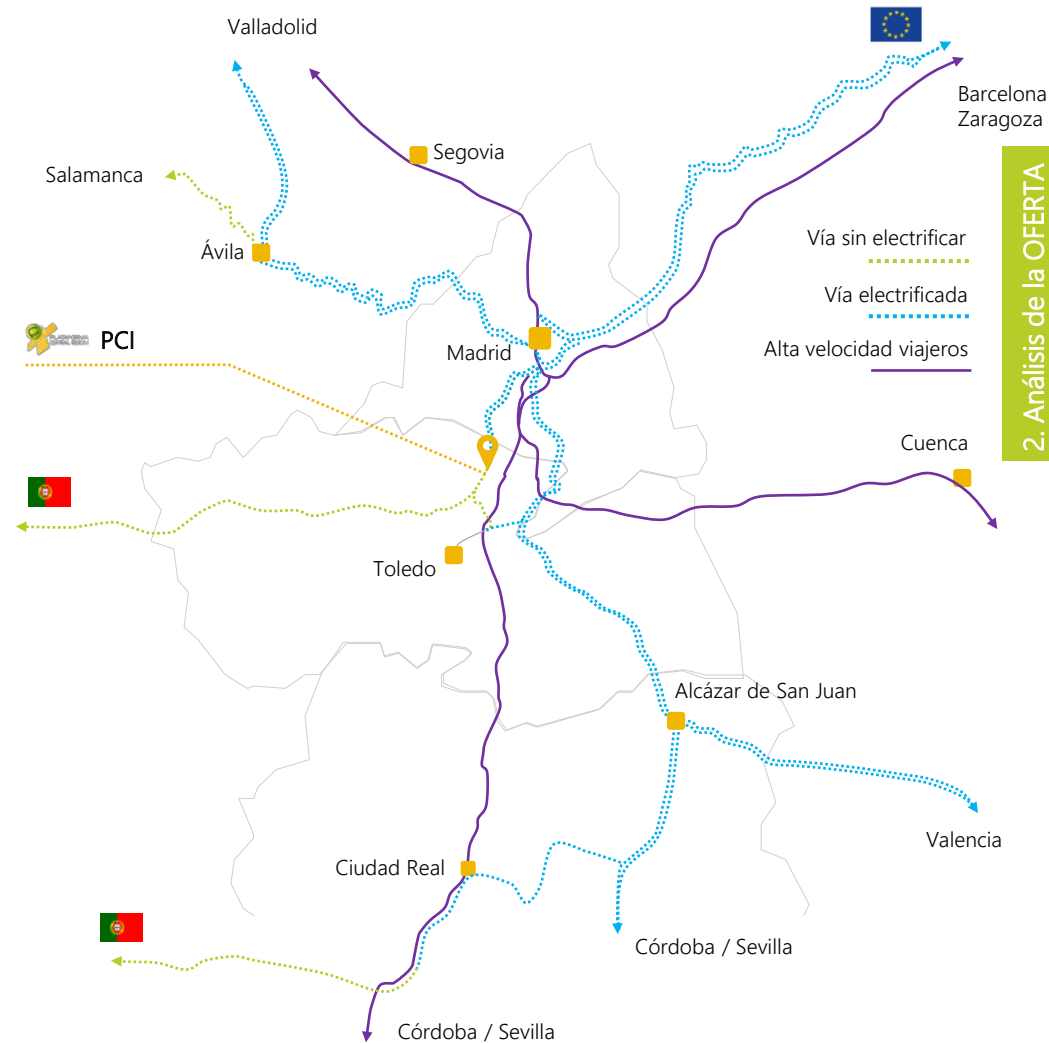 Valladolid
Barcelona
Zaragoza
Segovia
Salamanca
Ávila
Vía sin electrificar
Vía electrificada
Alta velocidad viajeros
2. Análisis de la OFERTA
PCI
Madrid
Cuenca
Toledo
Alcázar de San Juan
Valencia
Ciudad Real
Córdoba / Sevilla
Córdoba / Sevilla